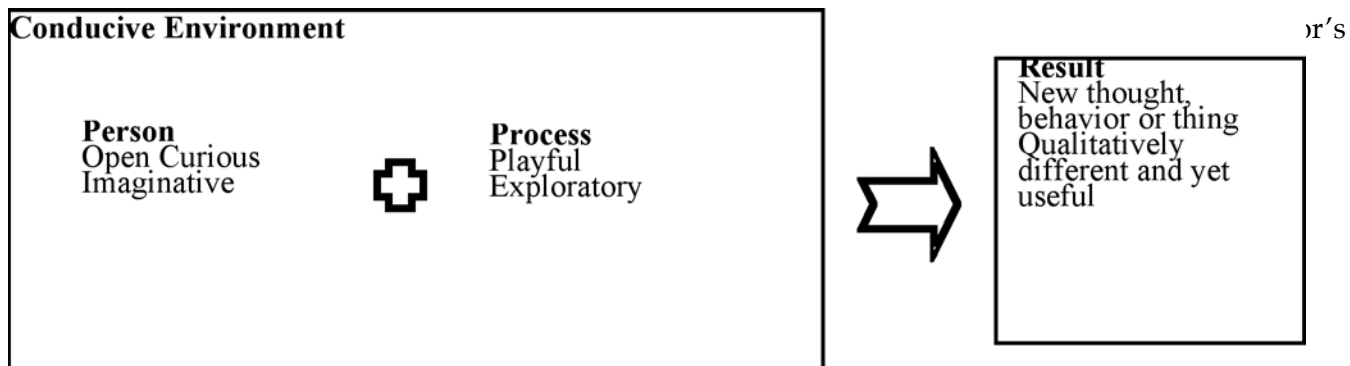 Conducive Environment
Person
Open Curious
Imaginative
Process
Playful
Exploratory
Result
New thought,
behavior or thing
Qualitatively
different and yet
useful